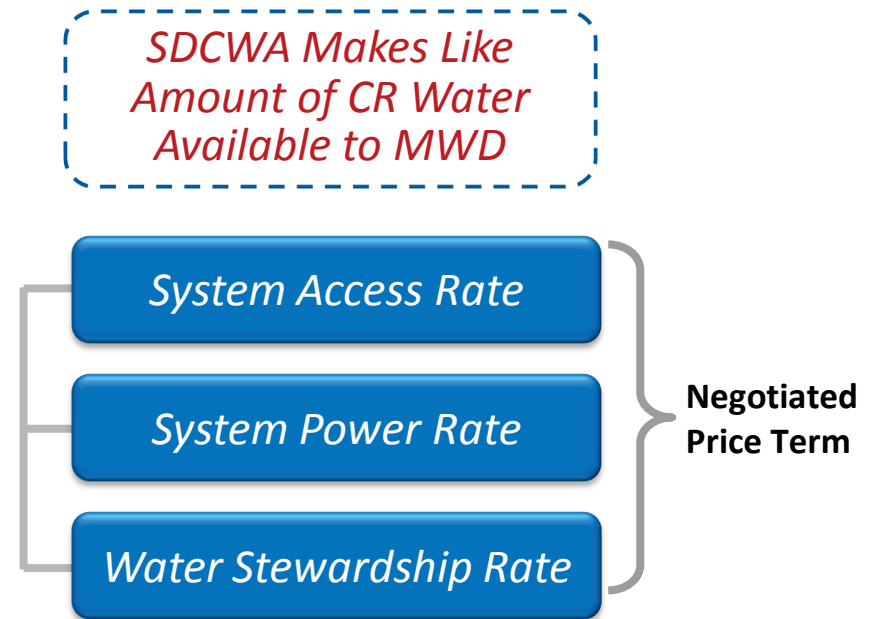 SDCWA Makes Like
Amount of CR Water
Available to MWD
System Access Rate
System Power Rate
Water Stewardship Rate
Negotiated
Price Term